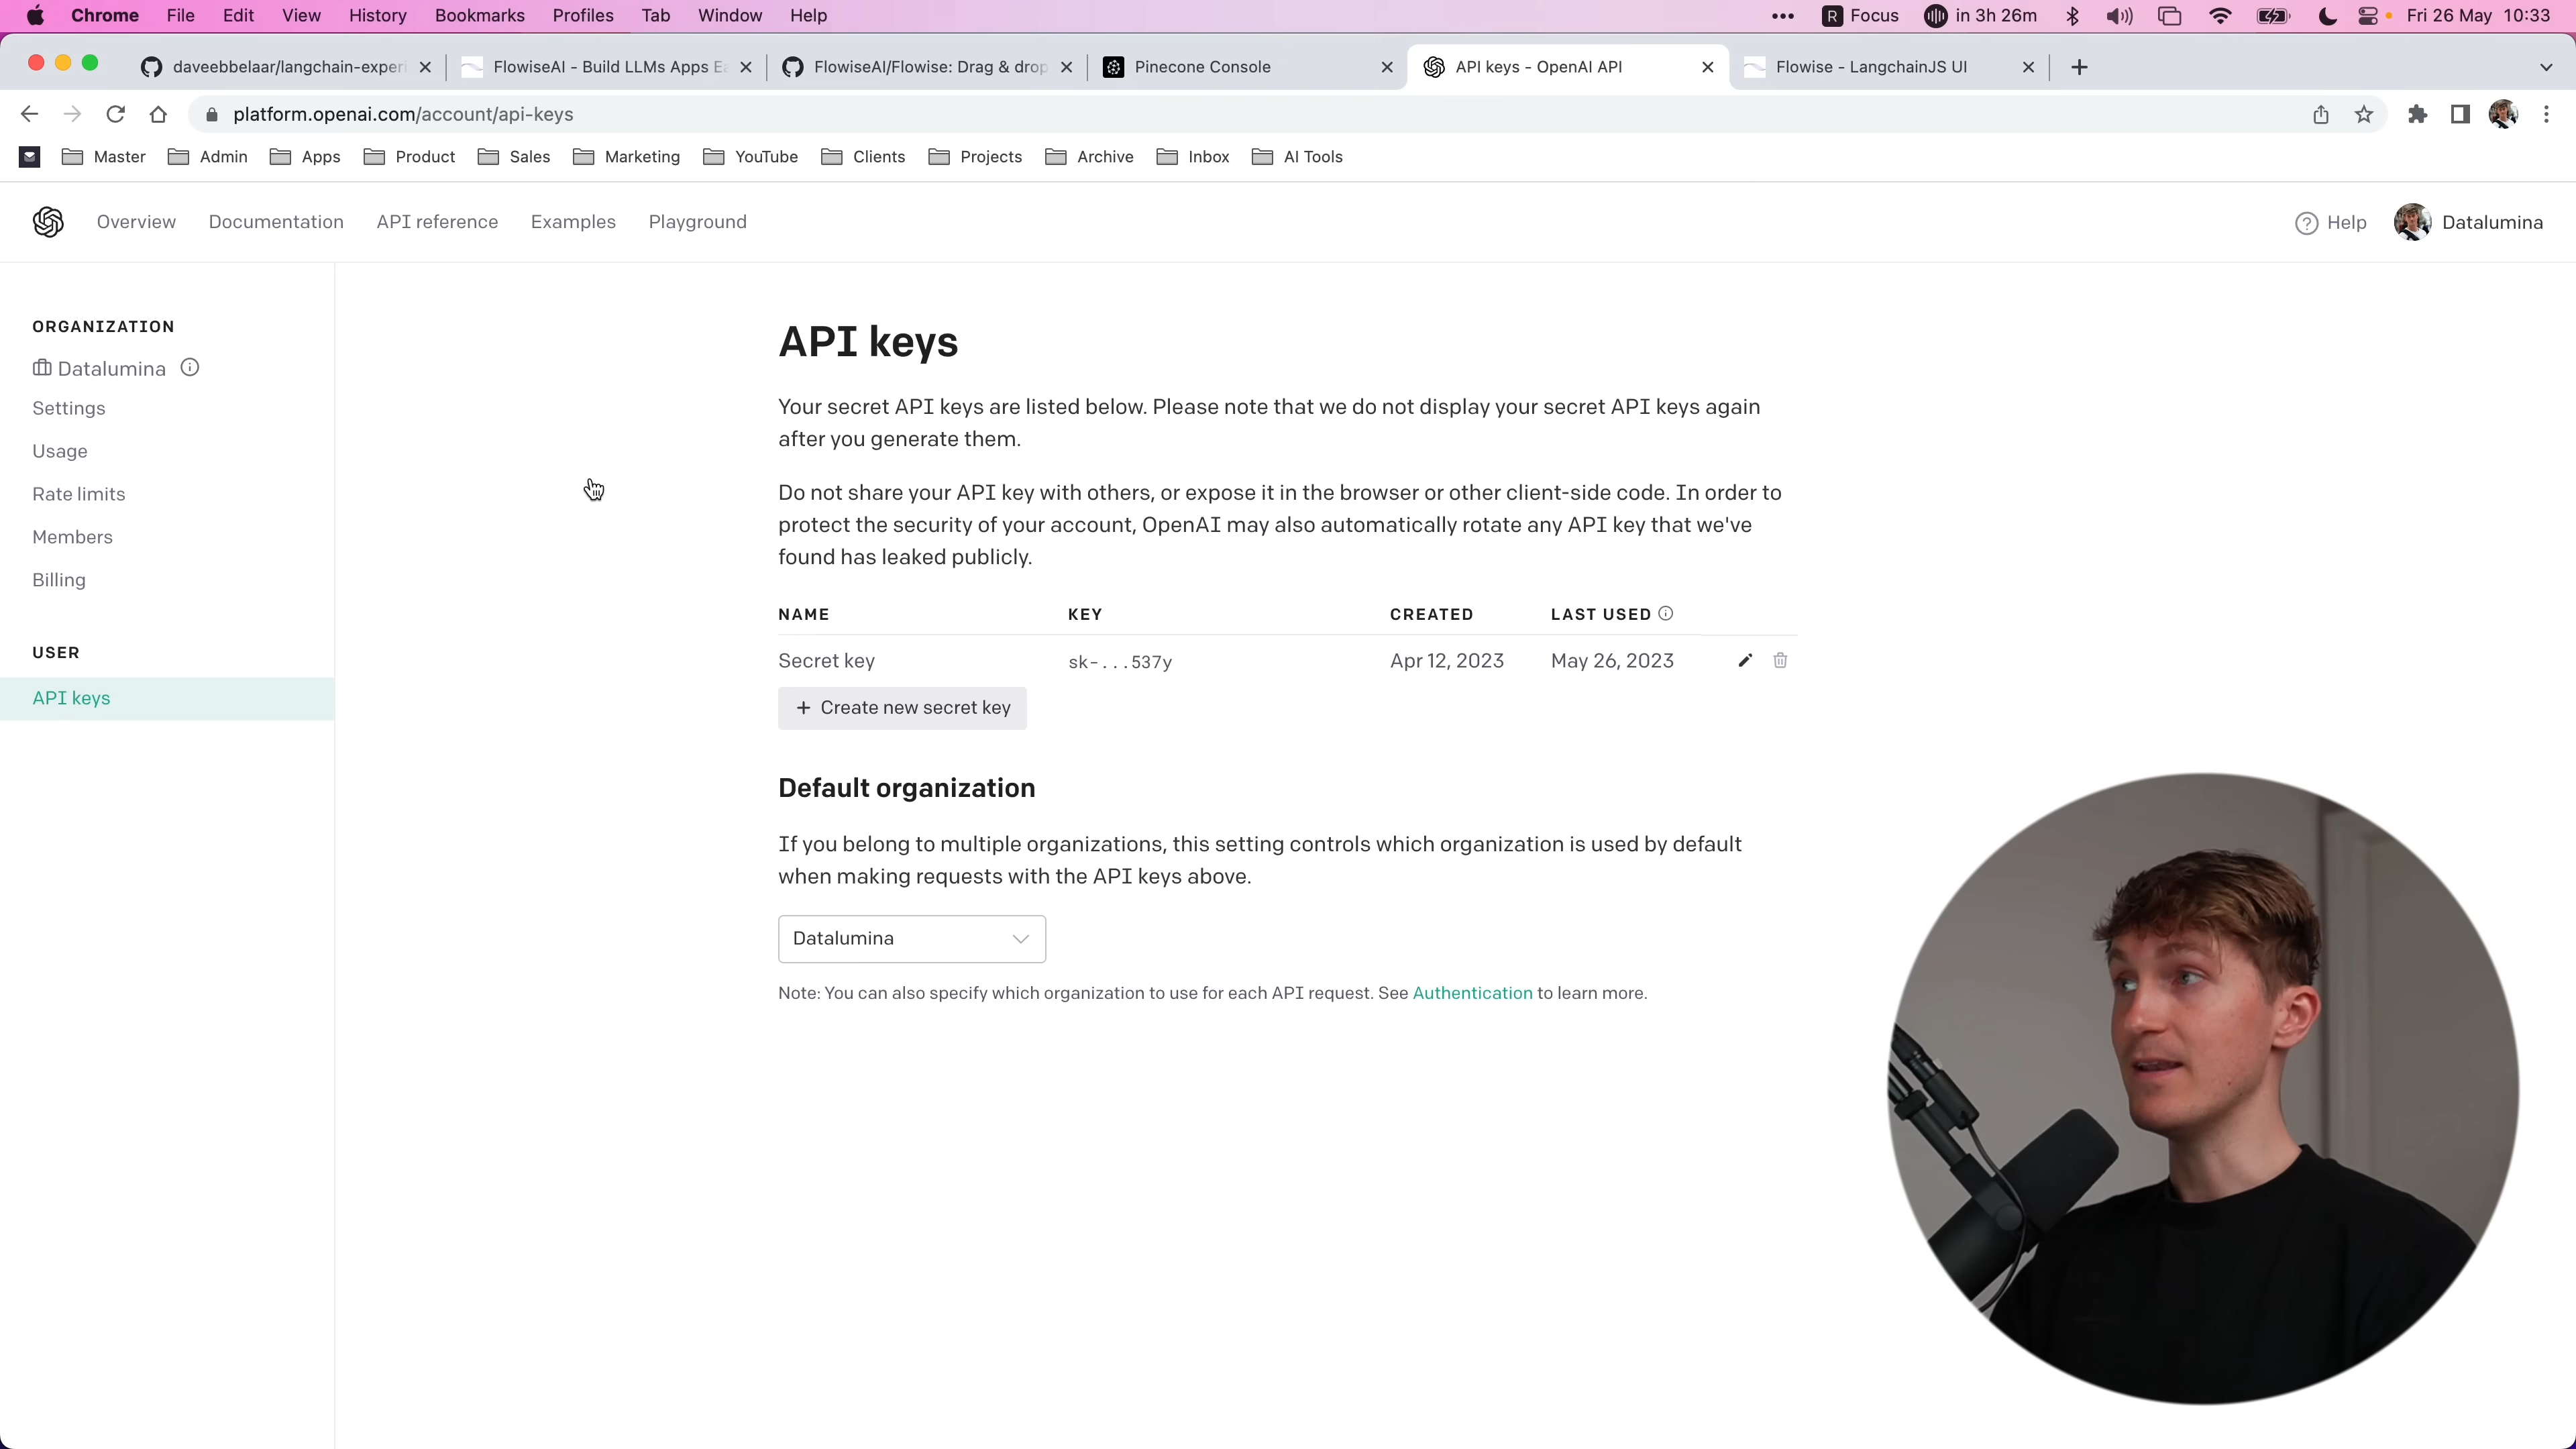 Chrome File Edit View History Bookmarks Profiles Tab Window Help
R Focus in 3h 26m Fri 26 May 10:33
daveebbelaar/langchain-experi
FlowiseAI - Build LLMs Apps Ea
FlowiseAI/Flowise: Drag & drop
Pinecone Console
API keys - OpenAI API
Flowise - LangchainJS UI
platform.openai.com/account/api-keys
Master Admin Apps Product Sales Marketing YouTube Clients Projects Archive Inbox AI Tools
Overview Documentation API reference Examples Playground
Help Datalumina
ORGANIZATION
Datalumina
Settings
Usage
Rate limits
Members
Billing
USER
API keys
API keys
Your secret API keys are listed below. Please note that we do not display your secret API keys again
after you generate them.
Do not share your API key with others, or expose it in the browser or other client-side code. In order to
protect the security of your account, OpenAI may also automatically rotate any API key that we've
found has leaked publicly.
NAME KEY CREATED LAST USED
Secret key sk-...537y Apr 12, 2023 May 26, 2023
+ Create new secret key
Default organization
If you belong to multiple organizations, this setting controls which organization is used by default
when making requests with the API keys above.
Datalumina
Note: You can also specify which organization to use for each API request. See Authentication to learn more.